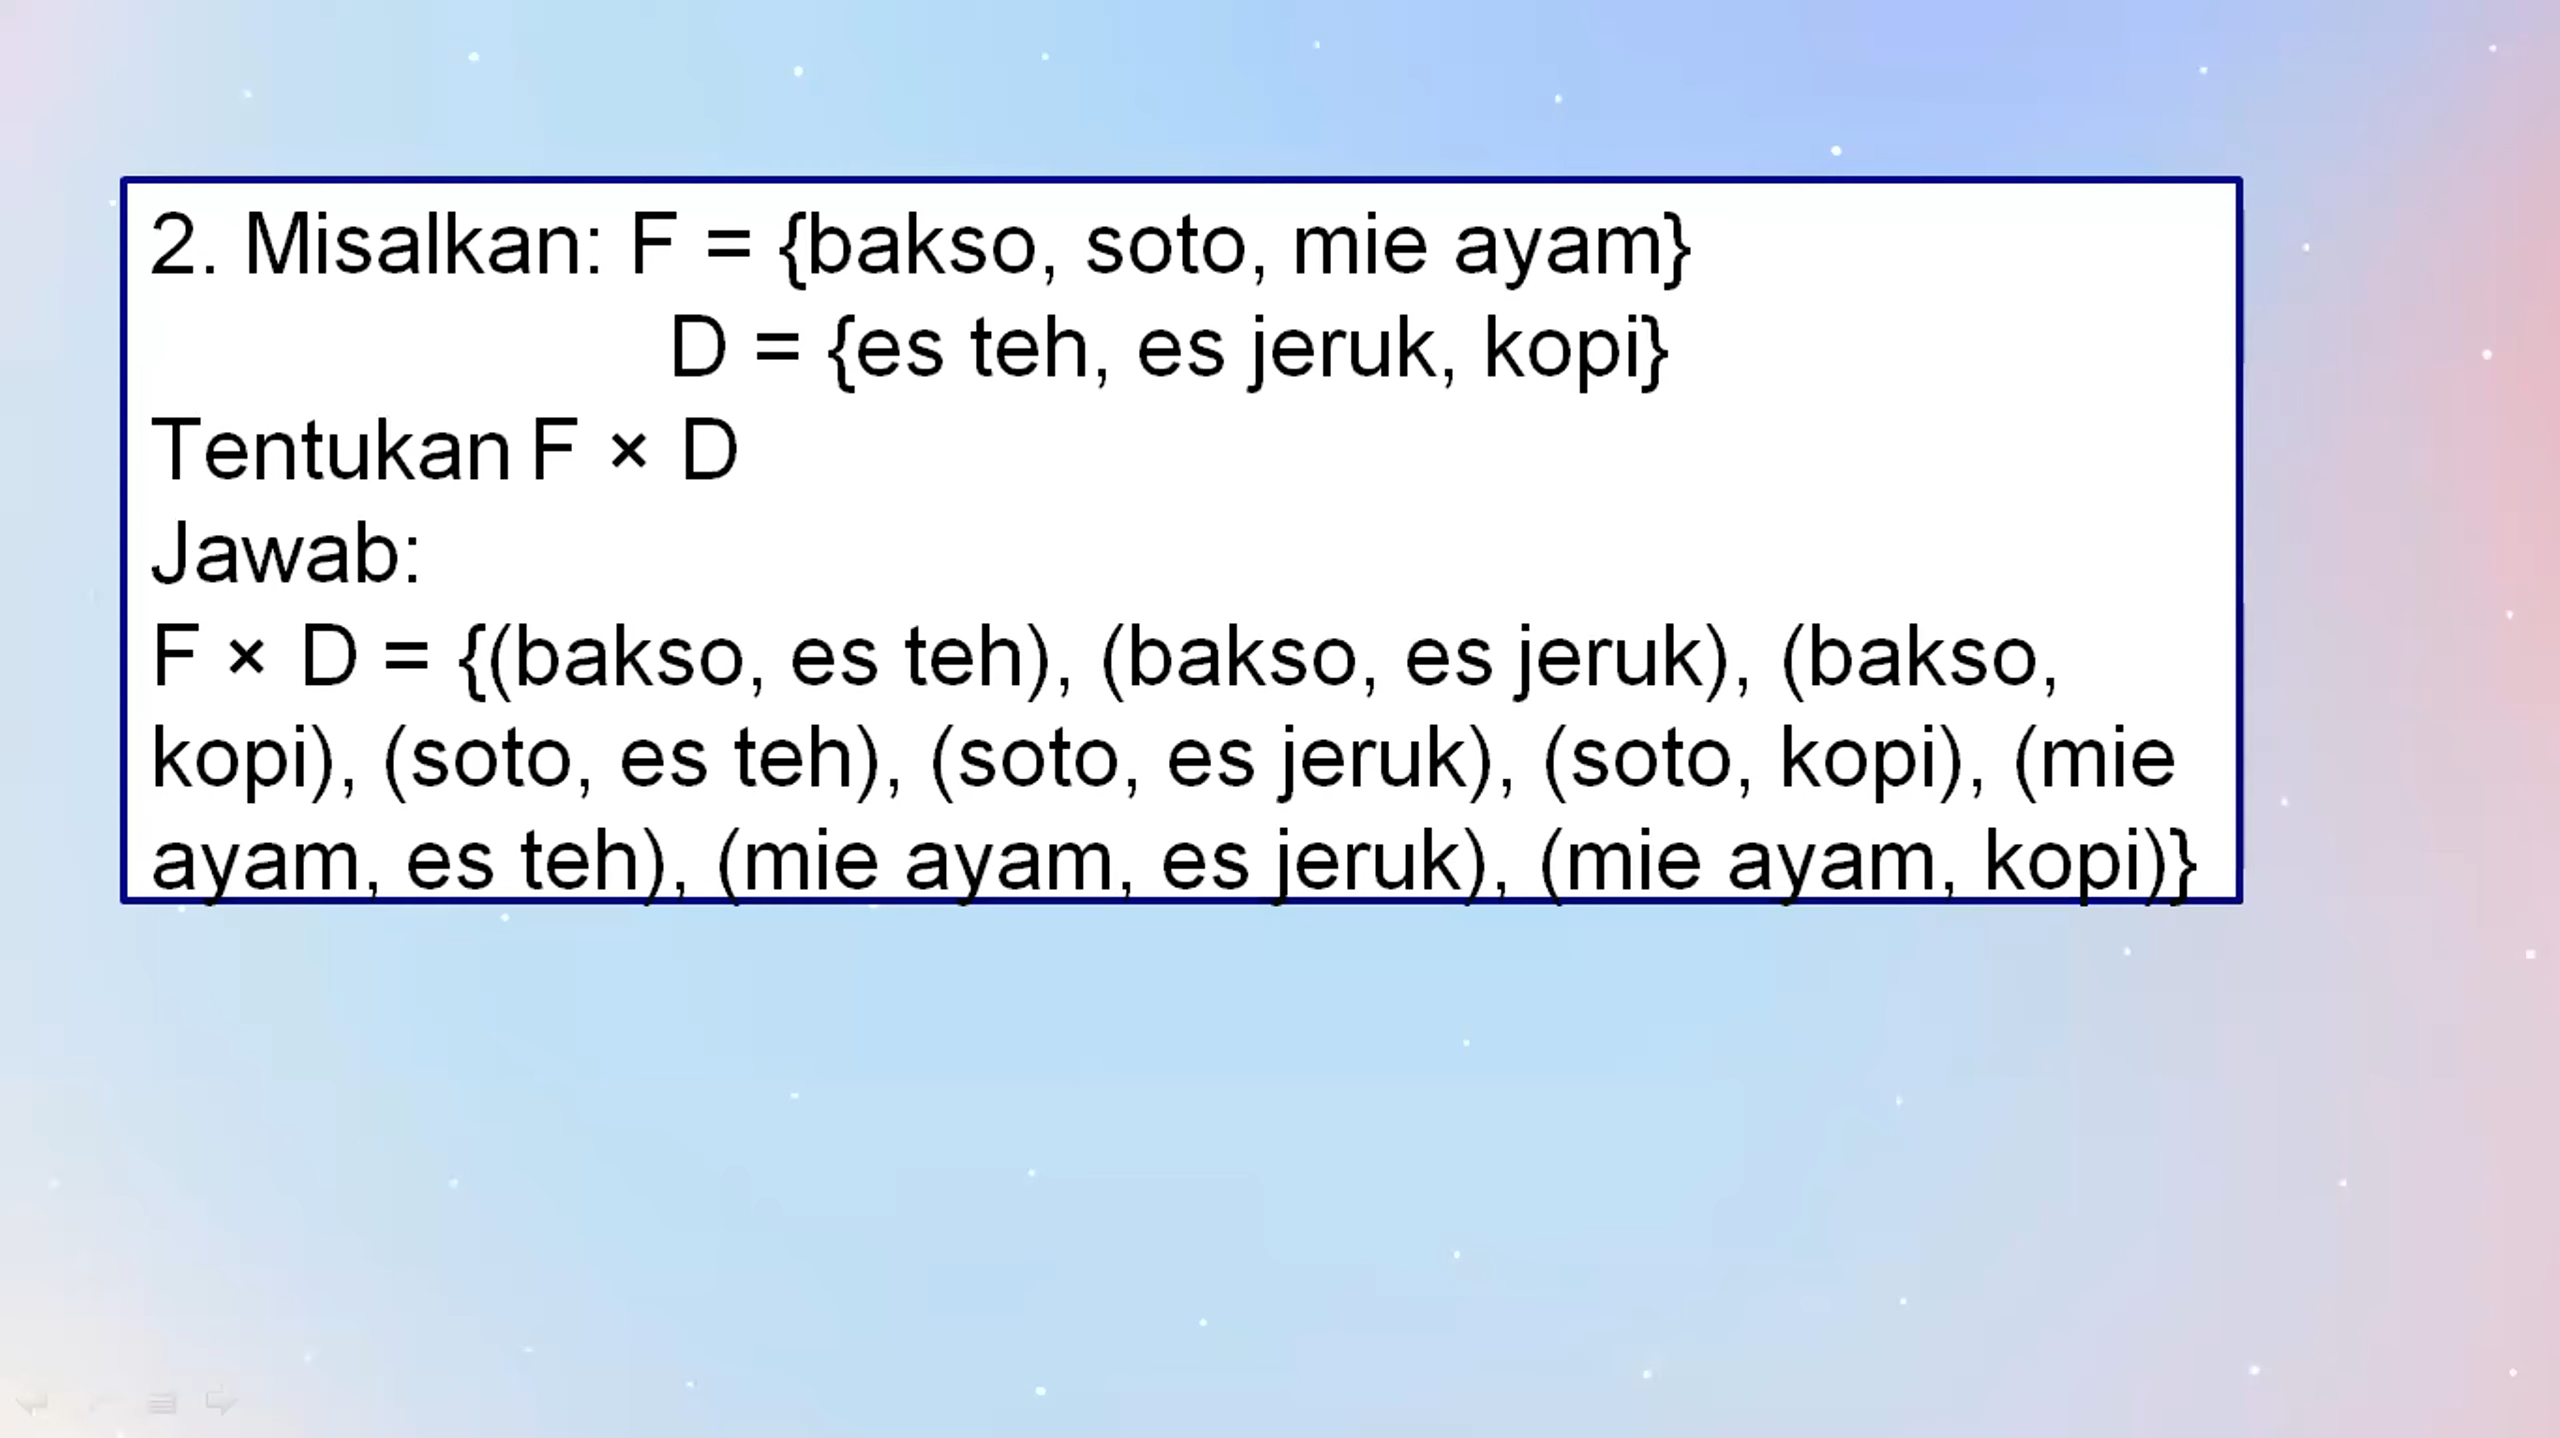 2. Misalkan: F = {bakso, soto, mie ayam}
D = {es teh, es jeruk, kopi}
Tentukan F × D
Jawab:
F × D = {(bakso, es teh), (bakso, es jeruk), (bakso,
kopi), (soto, es teh), (soto, es jeruk), (soto, kopi), (mie
ayam, es teh), (mie ayam, es jeruk), (mie ayam, kopi)}